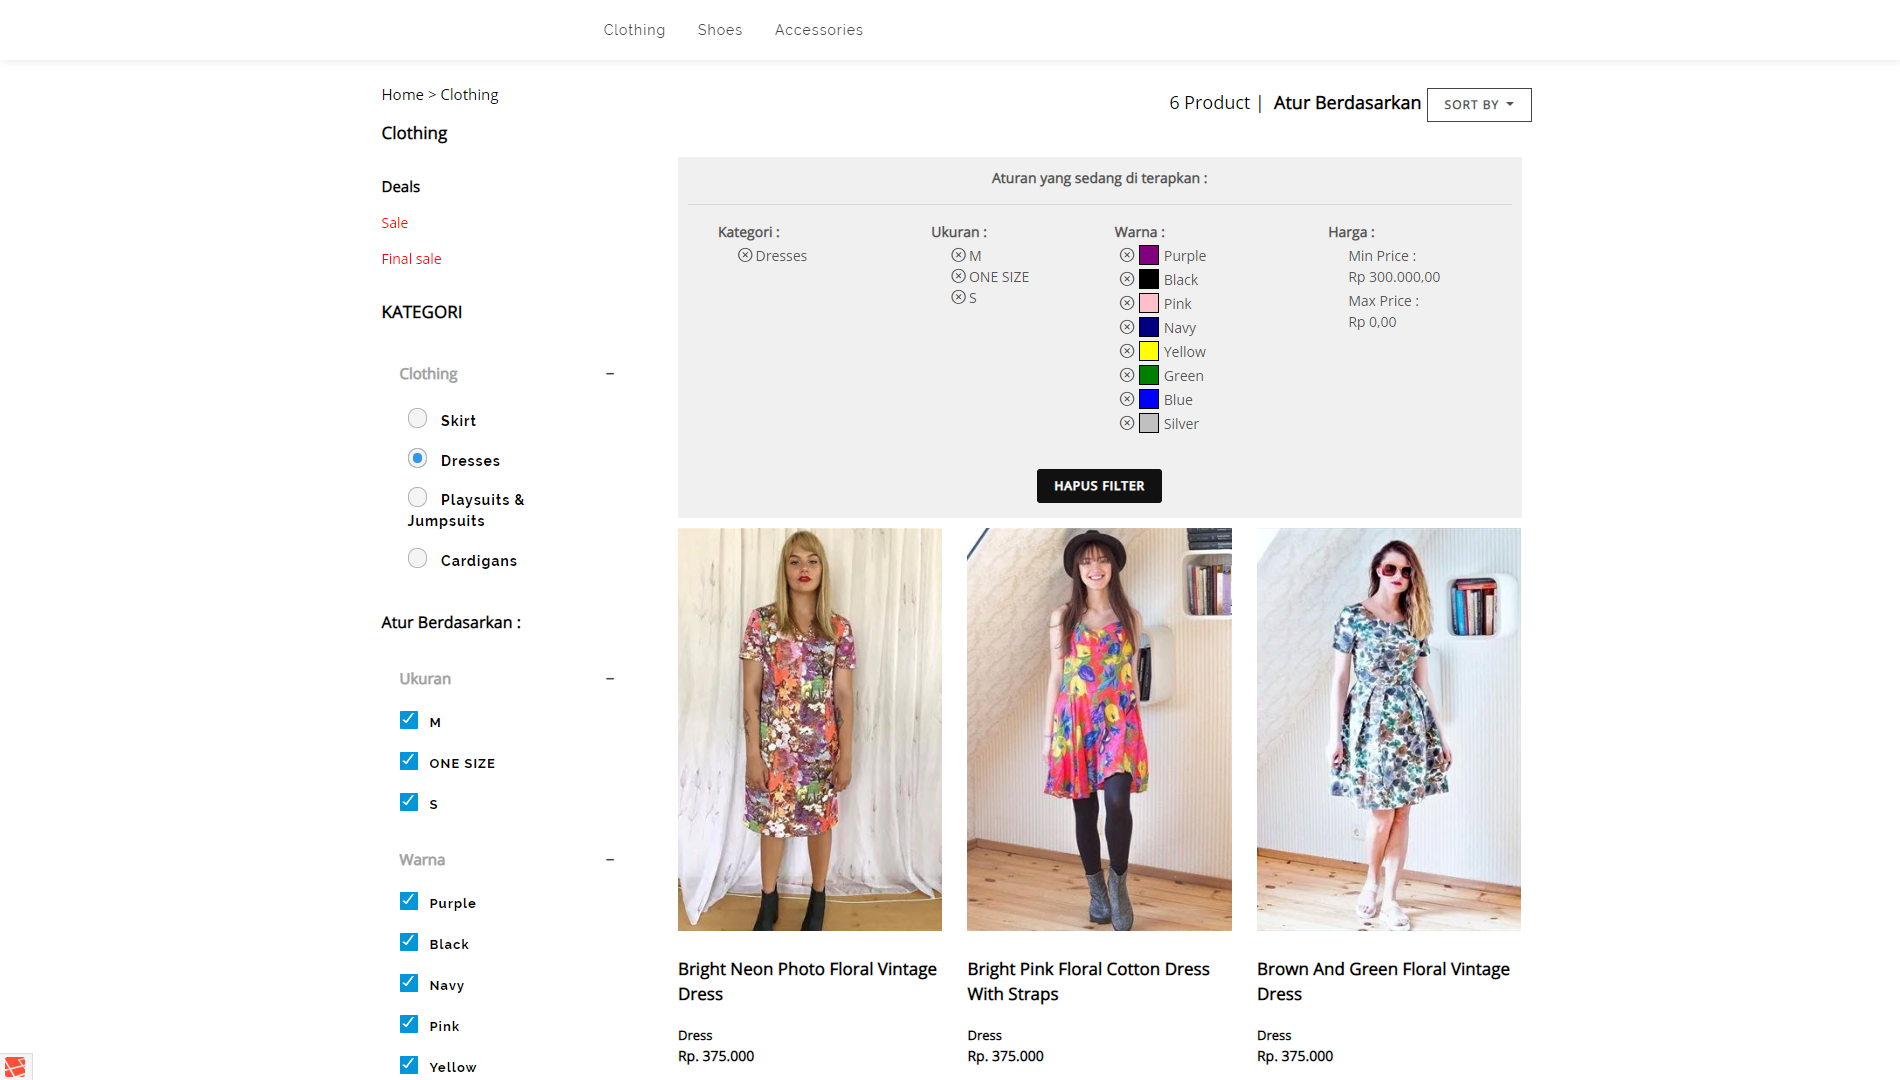 Clothing Shoes Accessories
Home > Clothing
6 Product | Atur Berdasarkan SORT BY
Clothing
Deals
Sale
Final sale
KATEGORI
Clothing –
Skirt
Dresses
Playsuits &
Jumpsuits
Cardigans
Atur Berdasarkan :
Ukuran –
M
ONE SIZE
S
Warna –
Purple
Black
Navy
Pink
Yellow
Aturan yang sedang di terapkan :
Kategori :
Dresses
Ukuran :
M
ONE SIZE
S
Warna :
Purple
Black
Pink
Navy
Yellow
Green
Blue
Silver
Harga :
Min Price :
Rp 300.000,00
Max Price :
Rp 0,00
HAPUS FILTER
Bright Neon Photo Floral Vintage
Dress
Dress
Rp. 375.000
Bright Pink Floral Cotton Dress
With Straps
Dress
Rp. 375.000
Brown And Green Floral Vintage
Dress
Dress
Rp. 375.000